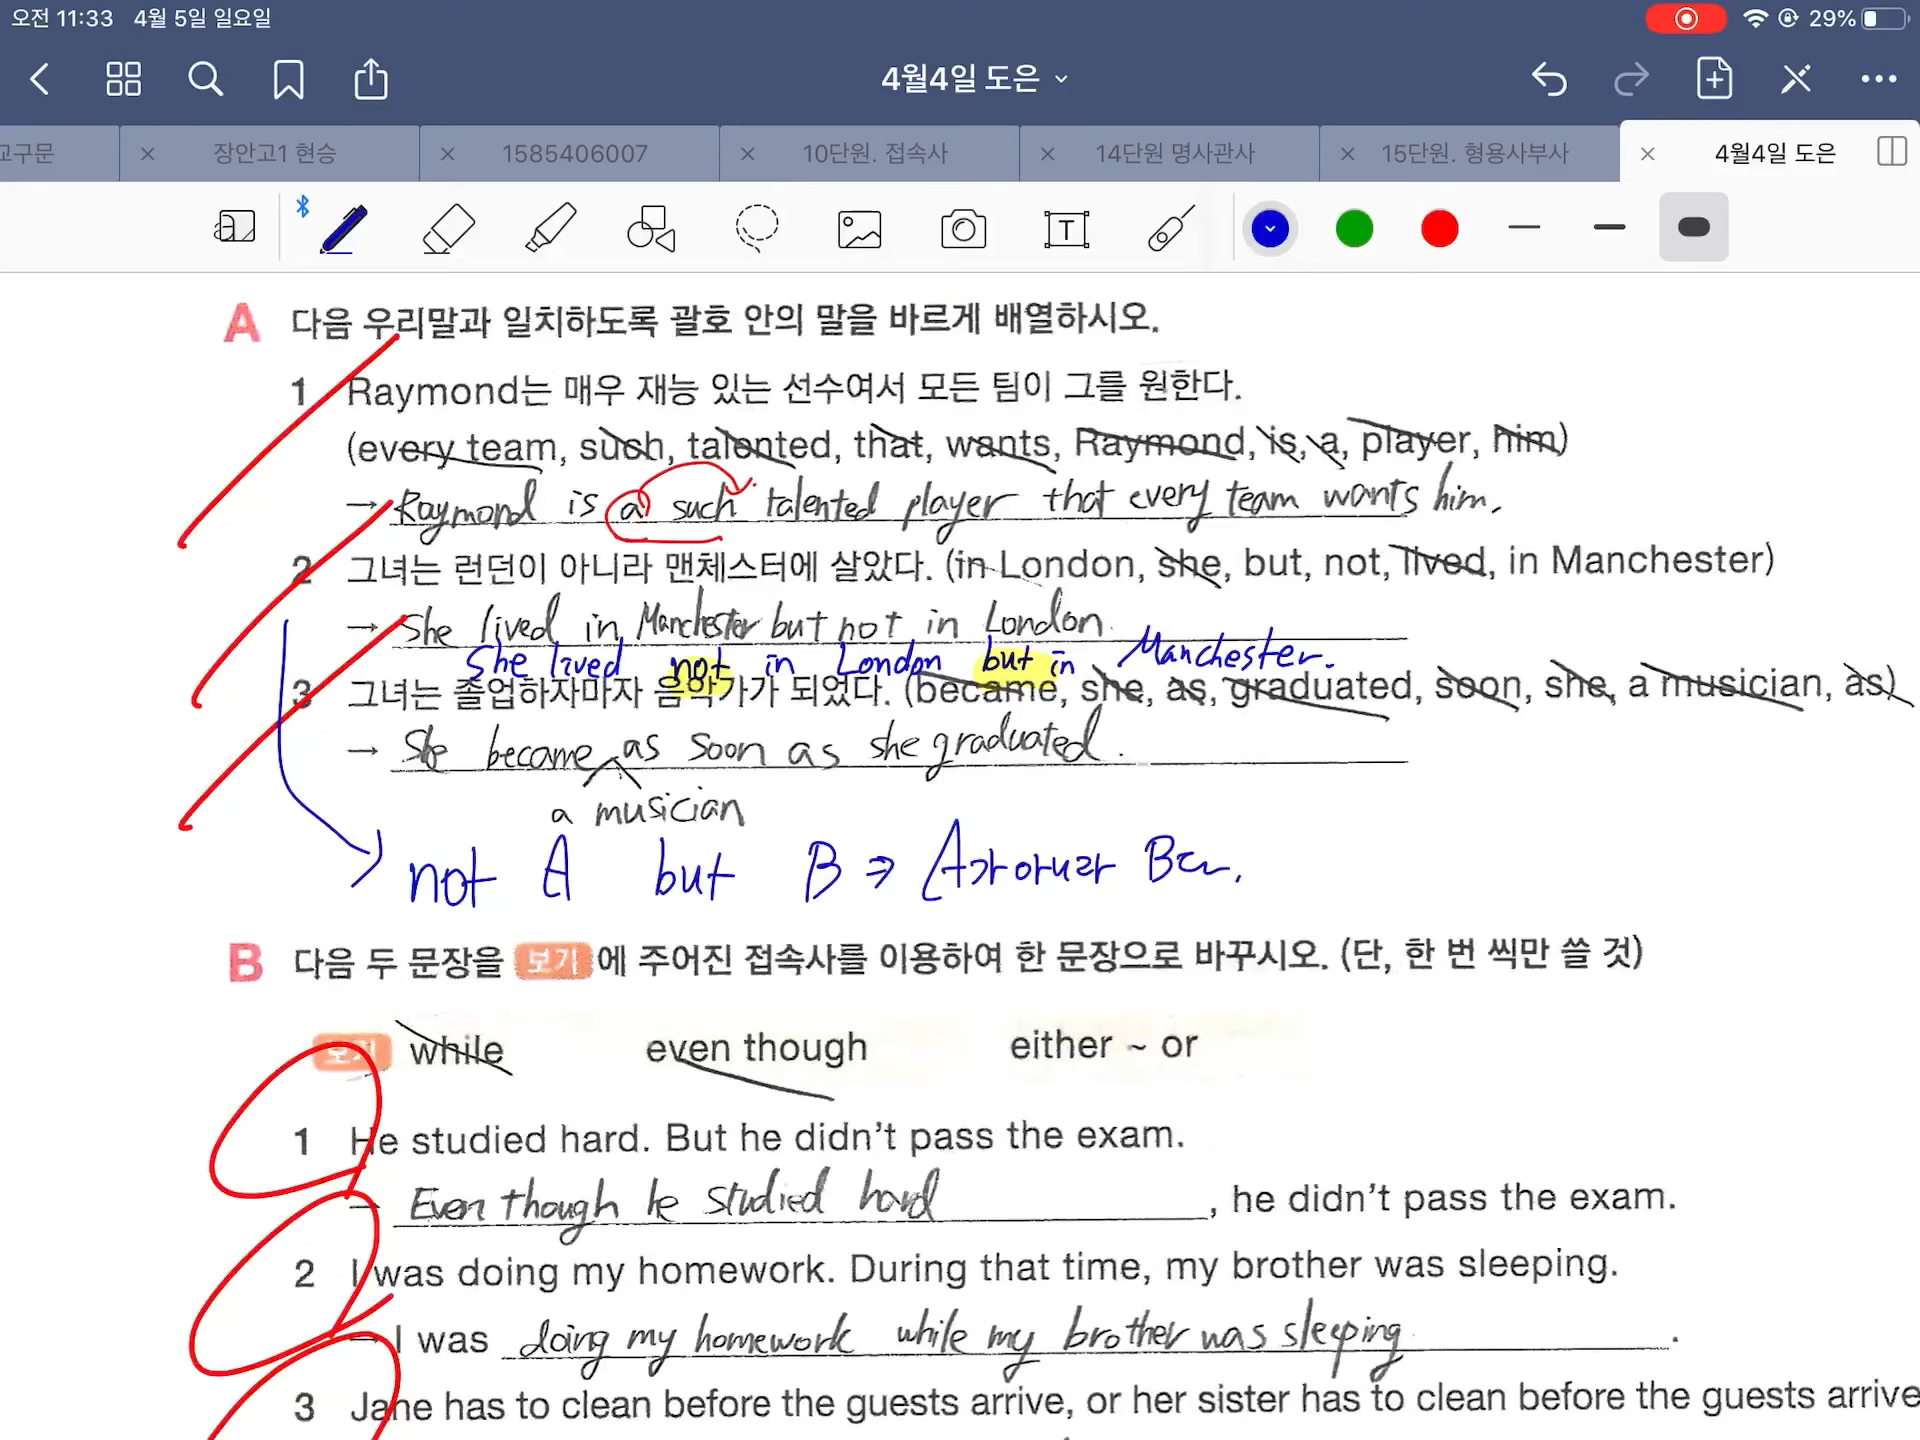 오전 11:33 4월 5일 일요일 29%
4월4일 도은
교구문 장안고1 현승 1585406007 10단원. 접속사 14단원 명사관사 15단원. 형용사부사 4월4일 도은
A 다음 우리말과 일치하도록 괄호 안의 말을 바르게 배열하시오.
1 Raymond는 매우 재능 있는 선수여서 모든 팀이 그를 원한다.
(every team, such, talented, that, wants, Raymond, is, a, player, him)
→ Raymond is a such talented player that every team wants him.
2 그녀는 런던이 아니라 맨체스터에 살았다. (in London, she, but, not, lived, in Manchester)
→ She lived in Manchester but not in London.
She lived not in London but in Manchester.
3 그녀는 졸업하자마자 음악가가 되었다. (became, she, as, graduated, soon, she, a musician, as)
→ She became as soon as she graduated.
a musician
not A but B ⇒ A가 아니라 B
B 다음 두 문장을 보기 에 주어진 접속사를 이용하여 한 문장으로 바꾸시오. (단, 한 번 씩만 쓸 것)
보기 while even though either ~ or
1 He studied hard. But he didn't pass the exam.
→ Even though he studied hard, he didn't pass the exam.
2 I was doing my homework. During that time, my brother was sleeping.
→ I was doing my homework while my brother was sleeping.
3 Jane has to clean before the guests arrive, or her sister has to clean before the guests arrive